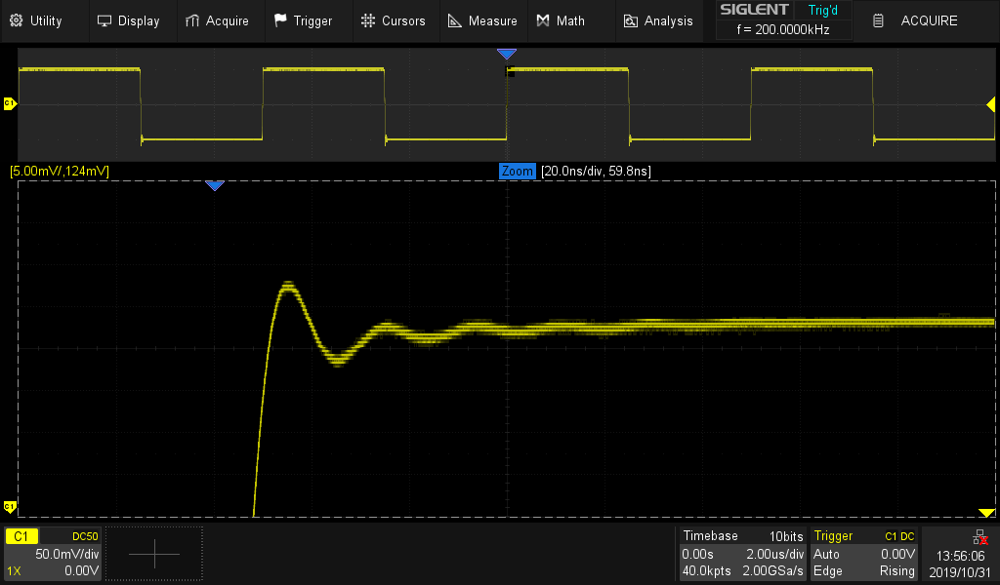 Utility Display Acquire Trigger Cursors Measure Math Analysis SIGLENT Trig'd ACQUIRE
f = 200.0000kHz
C1
[5.00mV/,124mV] Zoom [20.0ns/div, 59.8ns]
C1
C1 DC50
50.0mV/div
1X 0.00V
Timebase 10bits
0.00s 2.00us/div
40.0kpts 2.00GSa/s
Trigger C1 DC
Auto 0.00V
Edge Rising
13:56:06
2019/10/31